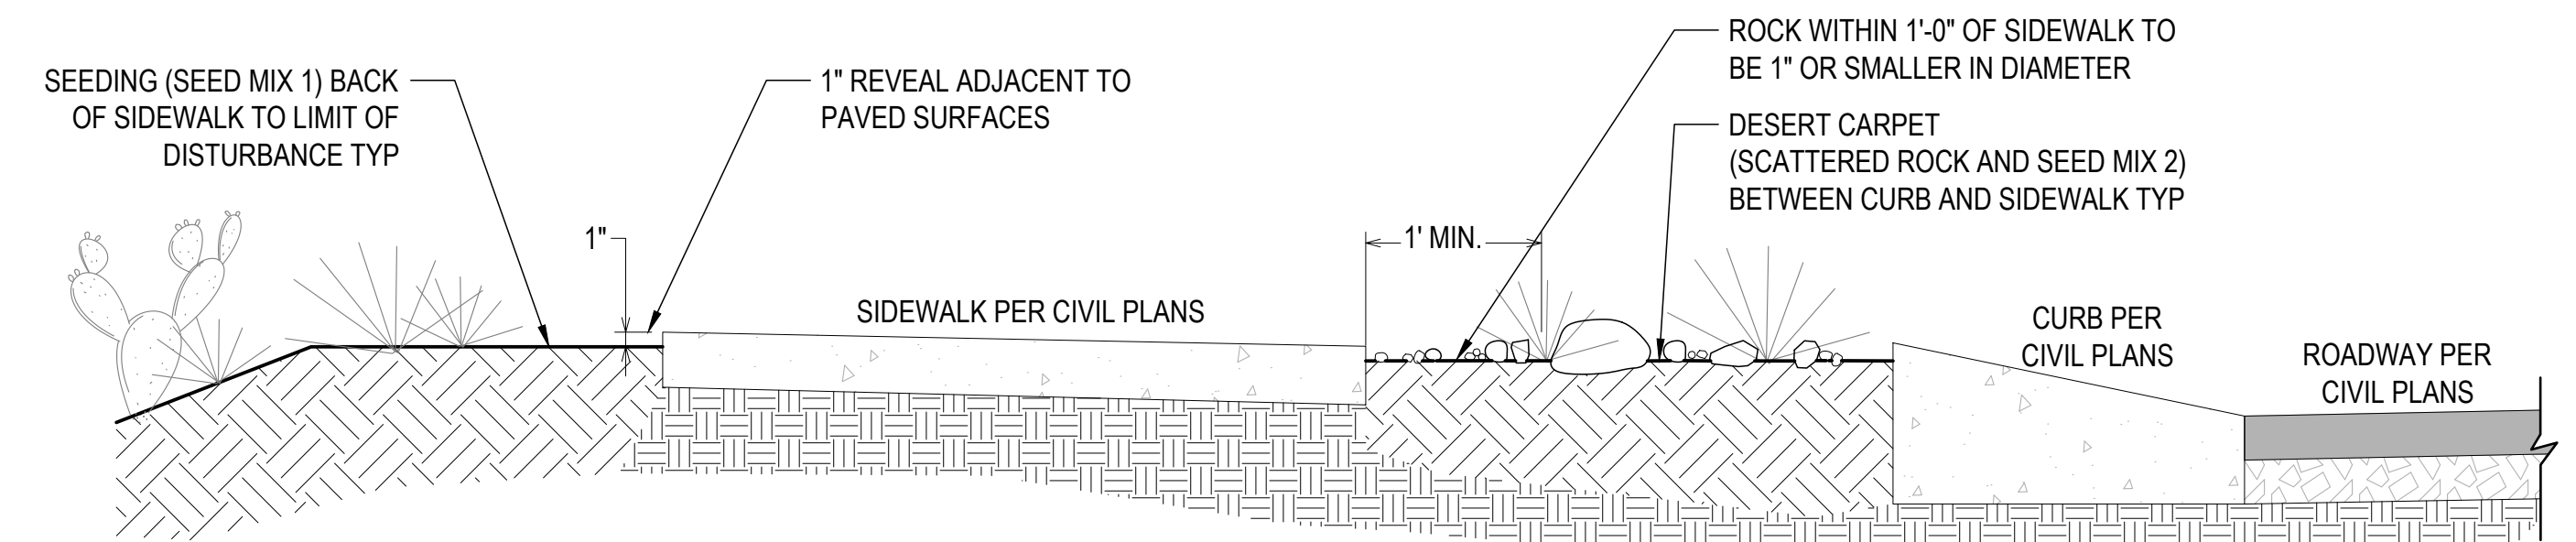 SEEDING (SEED MIX 1) BACK
OF SIDEWALK TO LIMIT OF
DISTURBANCE TYP
1" REVEAL ADJACENT TO
PAVED SURFACES
ROCK WITHIN 1'-0" OF SIDEWALK TO
BE 1" OR SMALLER IN DIAMETER
DESERT CARPET
(SCATTERED ROCK AND SEED MIX 2)
BETWEEN CURB AND SIDEWALK TYP
1"
1' MIN.
SIDEWALK PER CIVIL PLANS
CURB PER
CIVIL PLANS
ROADWAY PER
CIVIL PLANS